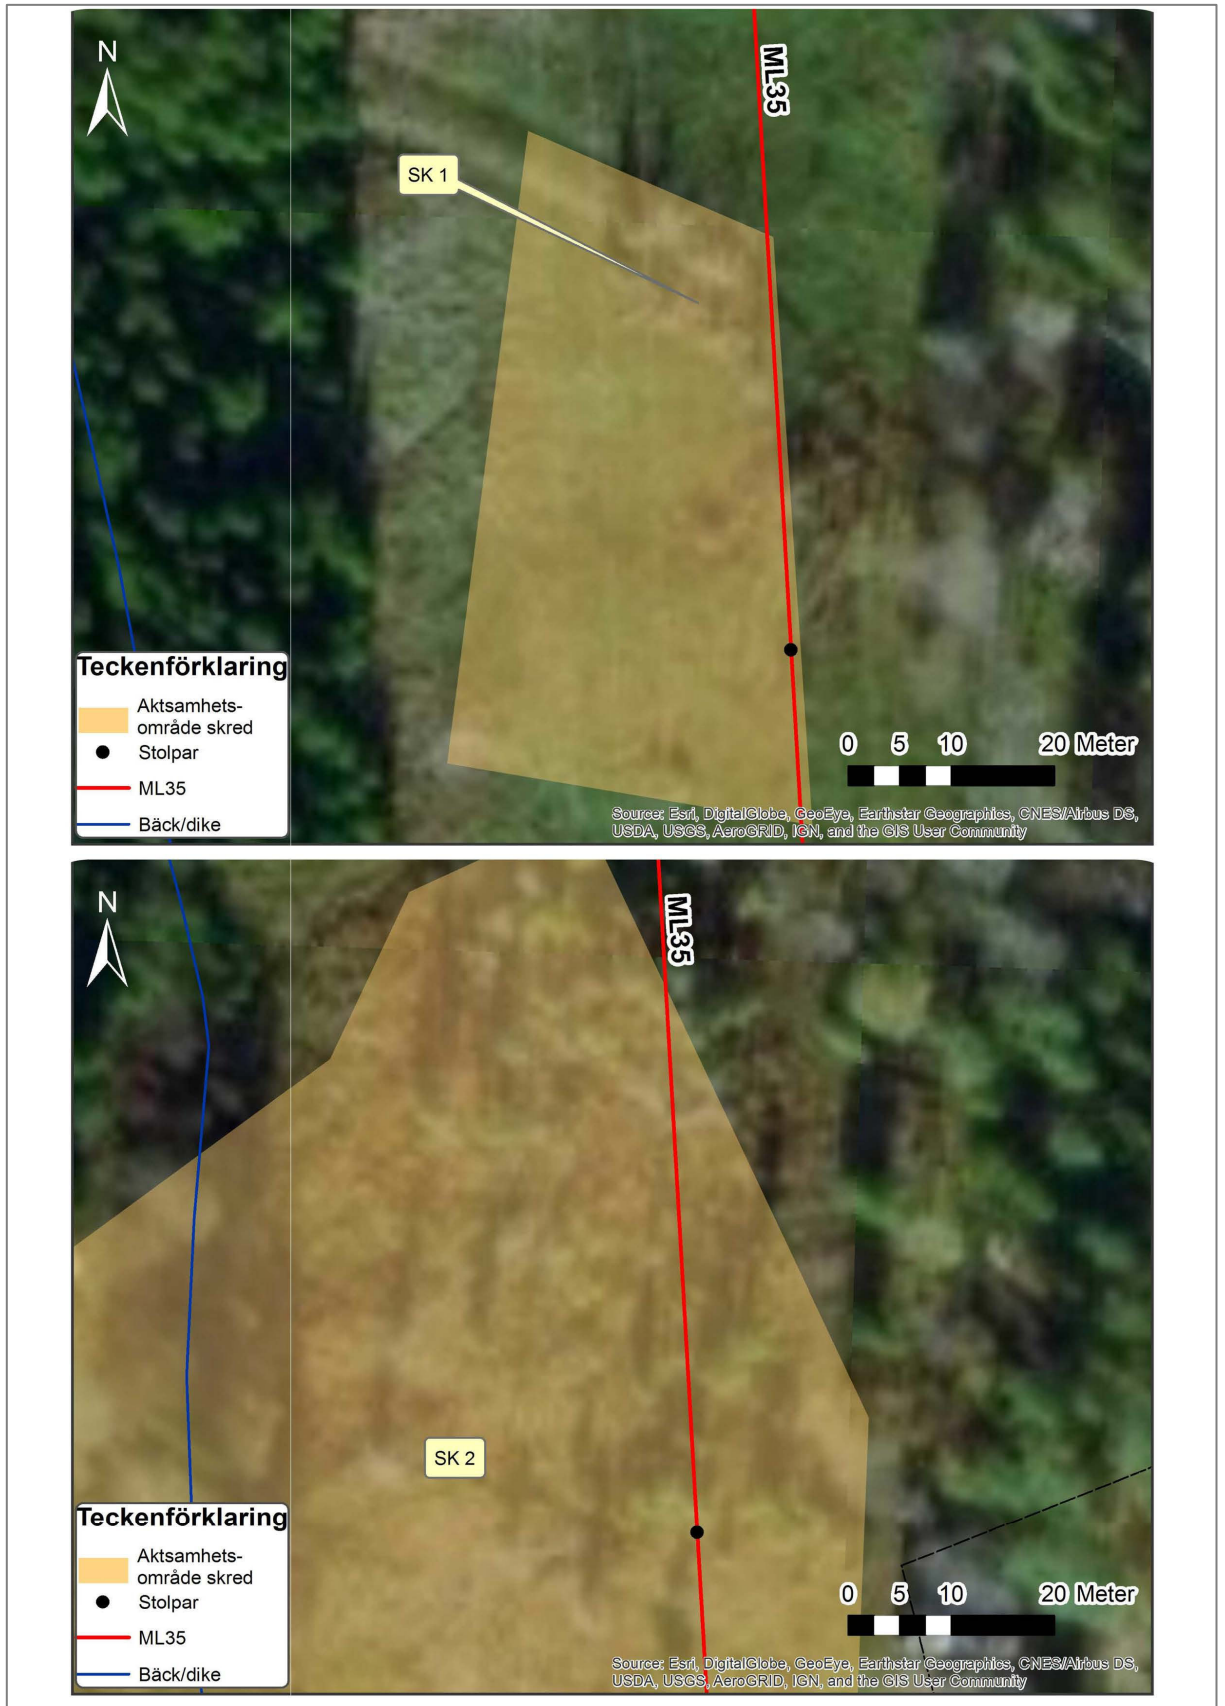 N
ML35
SK 1
Teckenförklaring
Aktsamhets-
område skred
Stolpar
ML35
Bäck/dike
0 5 10 20 Meter
Source: Esri, DigitalGlobe, GeoEye, Earthstar Geographics, CNES/Airbus DS,
USDA, USGS, AeroGRID, IGN, and the GIS User Community
N
ML35
SK 2
Teckenförklaring
Aktsamhets-
område skred
Stolpar
ML35
Bäck/dike
0 5 10 20 Meter
Source: Esri, DigitalGlobe, GeoEye, Earthstar Geographics, CNES/Airbus DS,
USDA, USGS, AeroGRID, IGN, and the GIS User Community